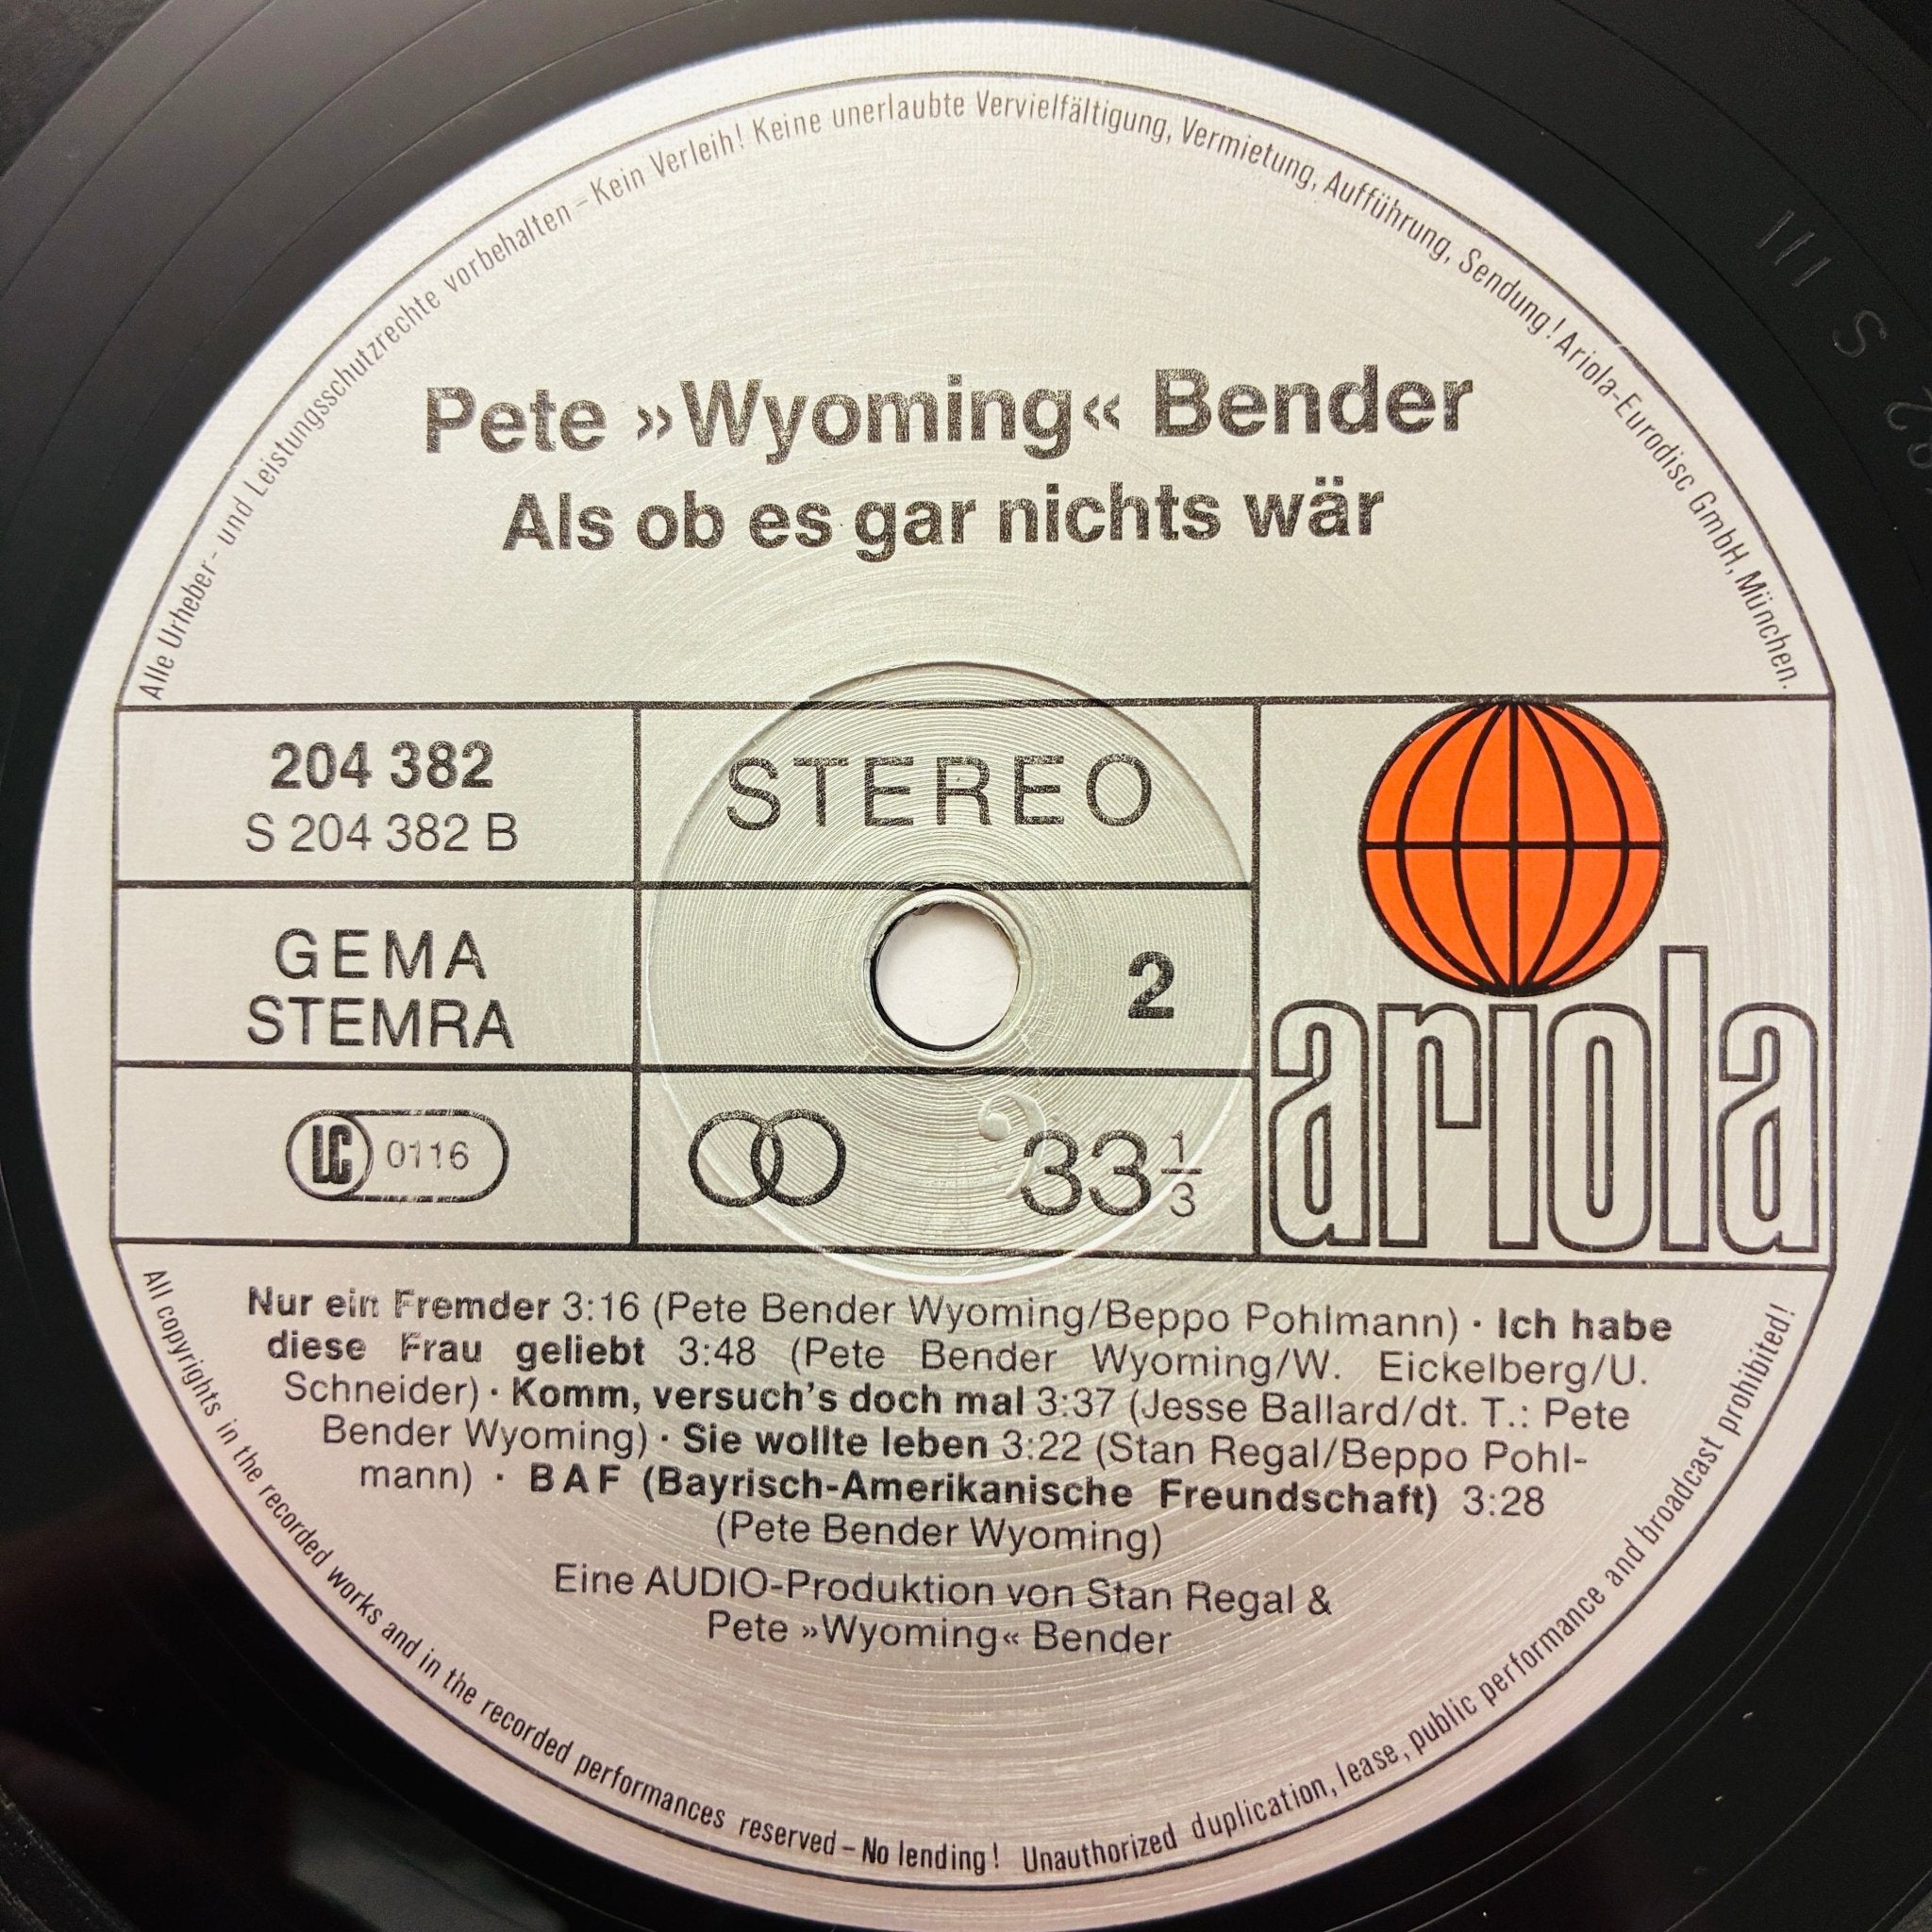 Alle Urheber- und Leistungsschutzrechte vorbehalten – Kein Verleih! Keine unerlaubte Vervielfältigung, Vermietung, Aufführung, Sendung! Ariola-Eurodisc GmbH, München.
Pete »Wyoming« Bender
Als ob es gar nichts wär
204 382
S 204 382 B
STEREO
GEMA
STEMRA
2
LC 0116
33 1/3
ariola
Nur ein Fremder 3:16 (Pete Bender Wyoming/Beppo Pohlmann) · Ich habe
diese Frau geliebt 3:48 (Pete Bender Wyoming/W. Eickelberg/U.
Schneider) · Komm, versuch's doch mal 3:37 (Jesse Ballard/dt. T.: Pete
Bender Wyoming) · Sie wollte leben 3:22 (Stan Regal/Beppo Pohl-
mann) · BAF (Bayrisch-Amerikanische Freundschaft) 3:28
(Pete Bender Wyoming)
Eine AUDIO-Produktion von Stan Regal &
Pete »Wyoming« Bender
All copyrights in the recorded works and in the recorded performances reserved – No lending! Unauthorized duplication, lease, public performance and broadcast prohibited!